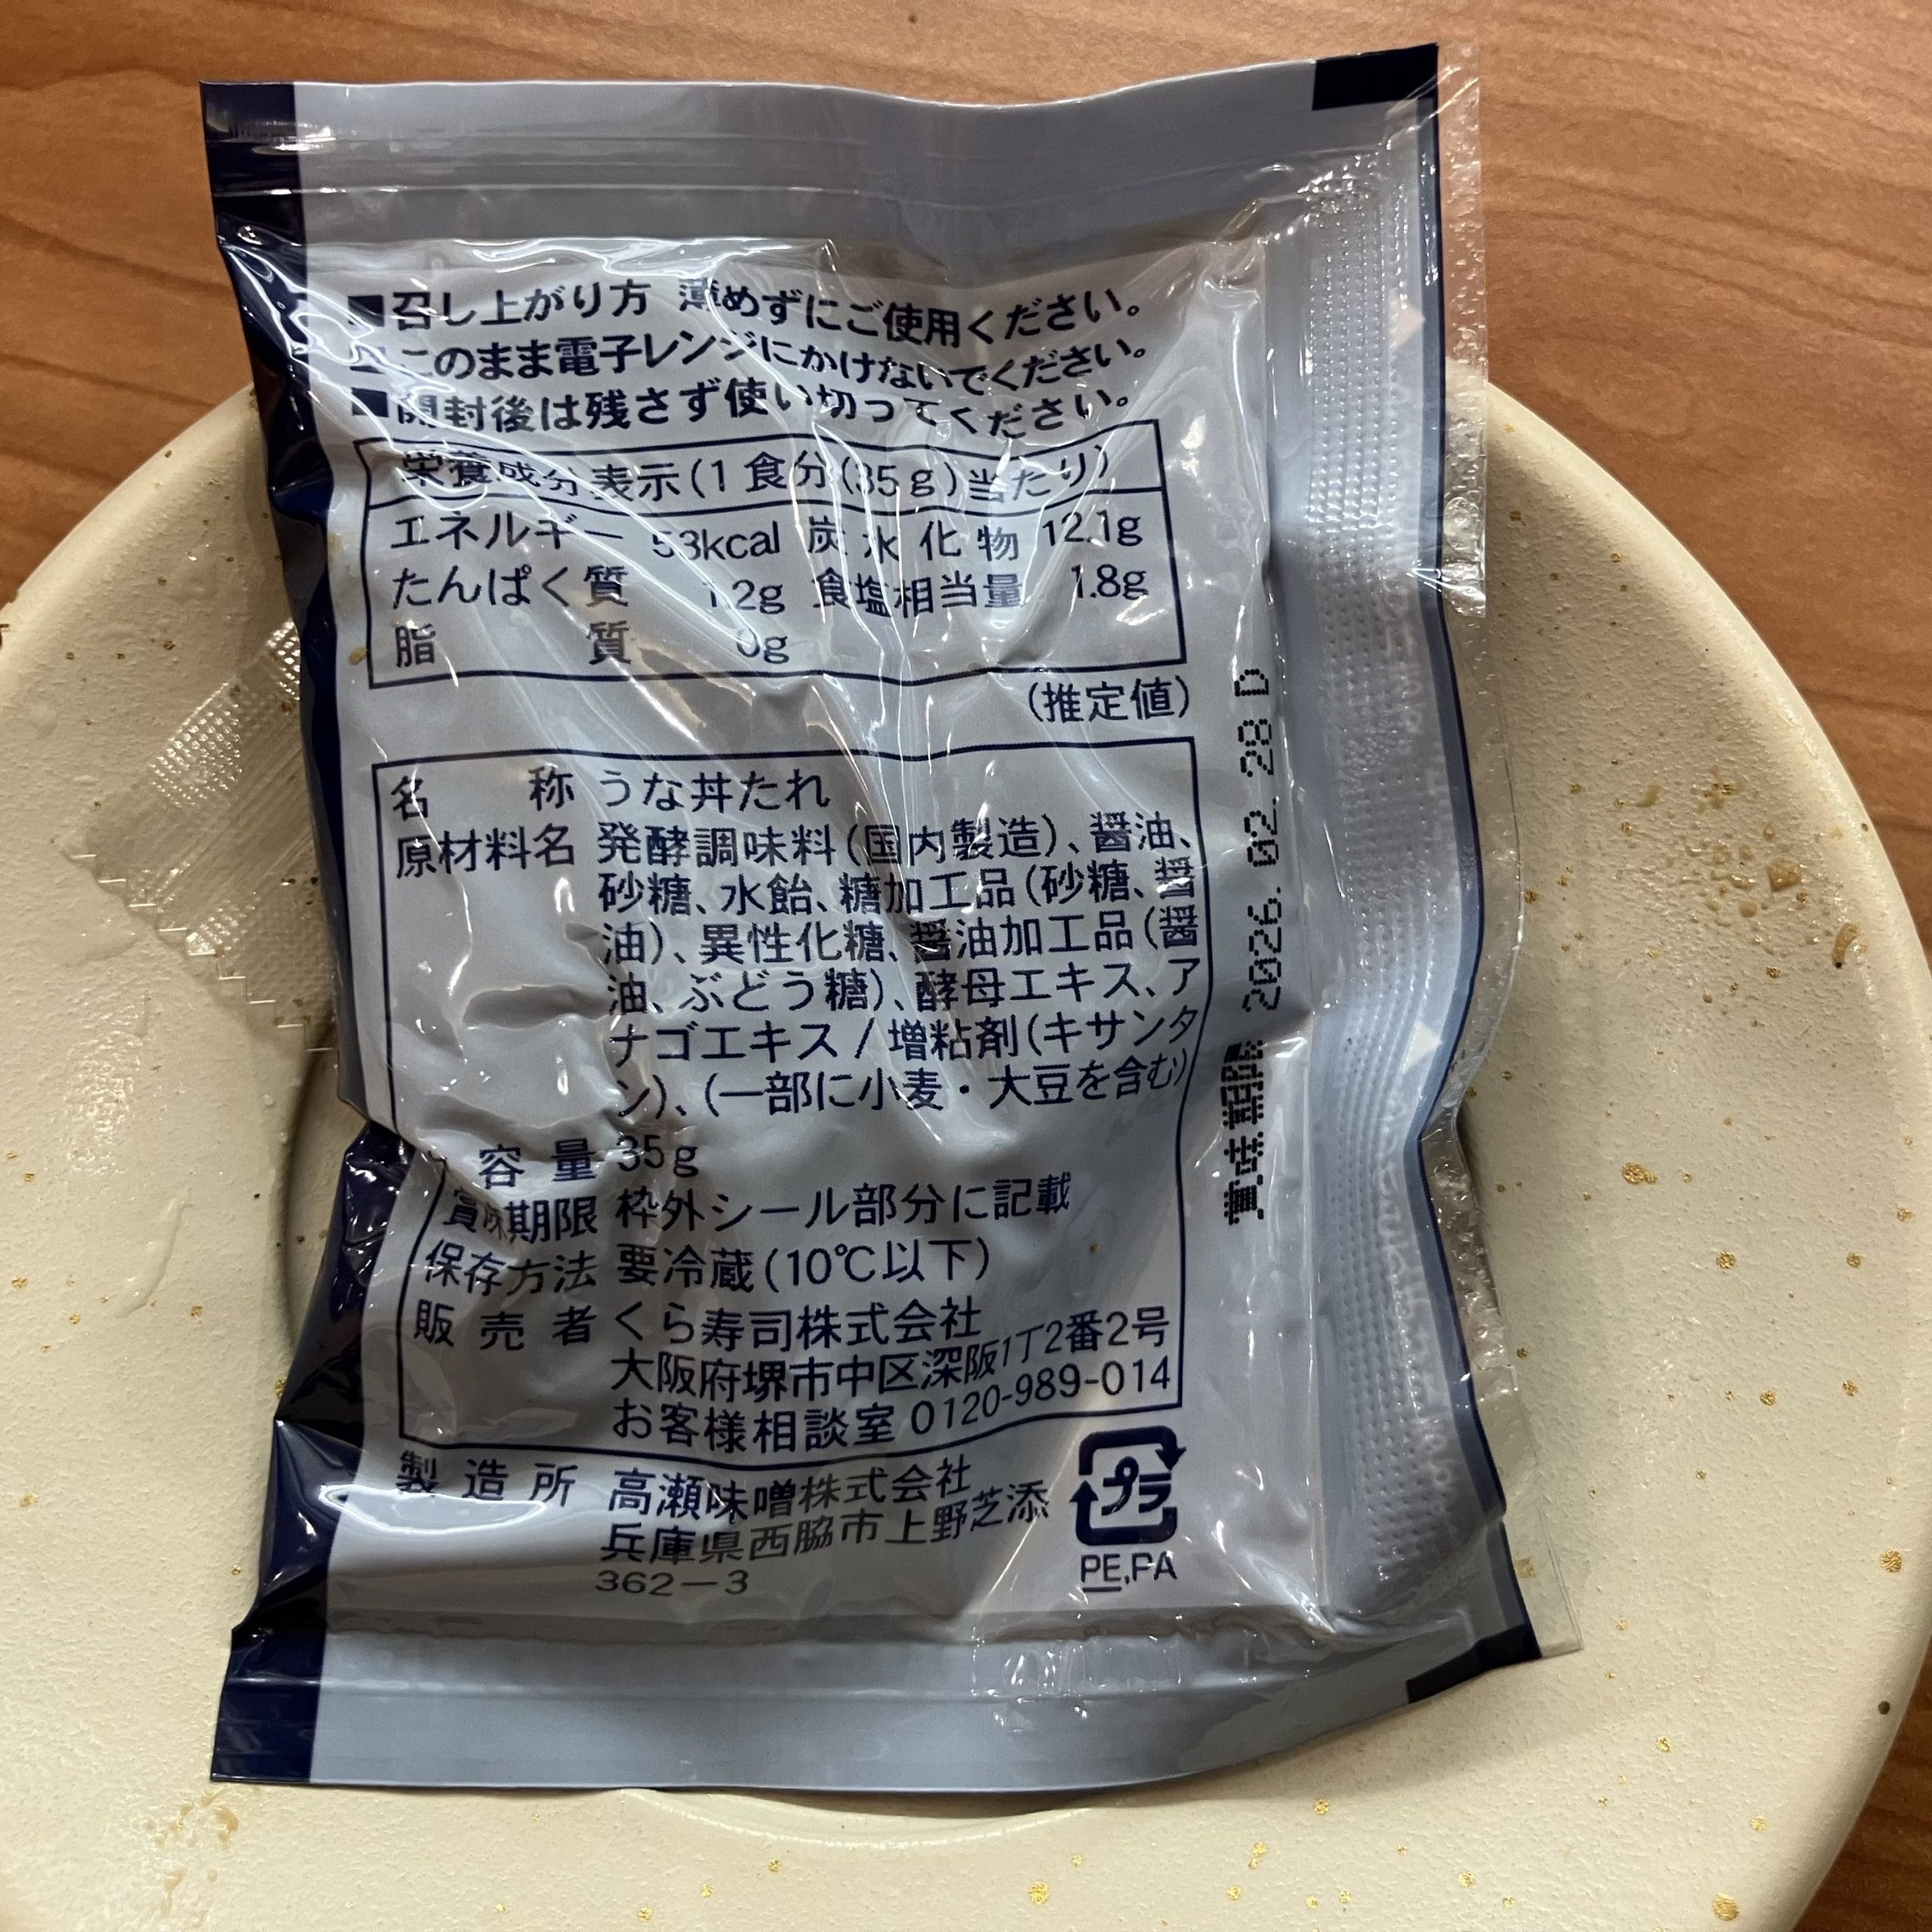 ■召し上がり方 薄めずにご使用ください。
■このまま電子レンジにかけないでください。
■開封後は残さず使い切ってください。
栄養成分表示(1食分(35g)当たり)
エネルギー 53kcal 炭水化物 12.1g
たんぱく質 1.2g 食塩相当量 1.8g
脂質 0g
(推定値)
名称 うな丼たれ
原材料名 発酵調味料(国内製造)、醤油、
砂糖、水飴、糖加工品(砂糖、醤
油)、異性化糖、醤油加工品(醤
油、ぶどう糖)、酵母エキス、ア
ナゴエキス/増粘剤(キサンタ
ン)、(一部に小麦・大豆を含む)
容量 35g
賞味期限 枠外シール部分に記載
保存方法 要冷蔵(10℃以下)
販売者 くら寿司株式会社
大阪府堺市中区深阪1丁2番2号
お客様相談室 0120-989-014
製造所 高瀬味噌株式会社
兵庫県西脇市上野芝添
362-3
プラ
PE,PA
賞味期限 2026.02.28 D